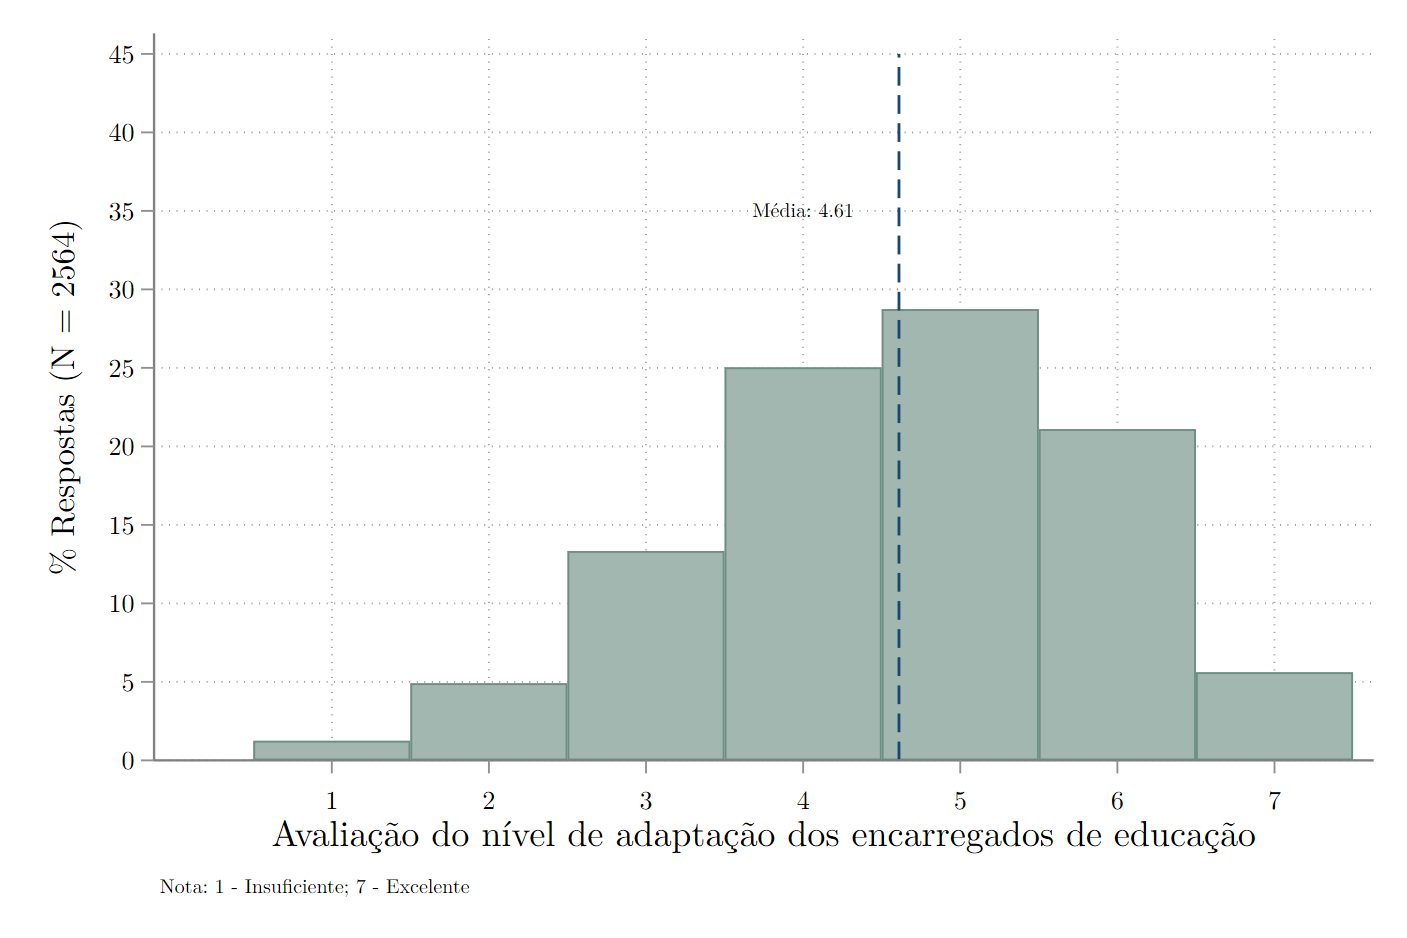 % Respostas (N = 2564)
45
40
35
30
25
20
15
10
5
0
Média: 4.61
1 2 3 4 5 6 7
Avaliação do nível de adaptação dos encarregados de educação
Nota: 1 - Insuficiente; 7 - Excelente